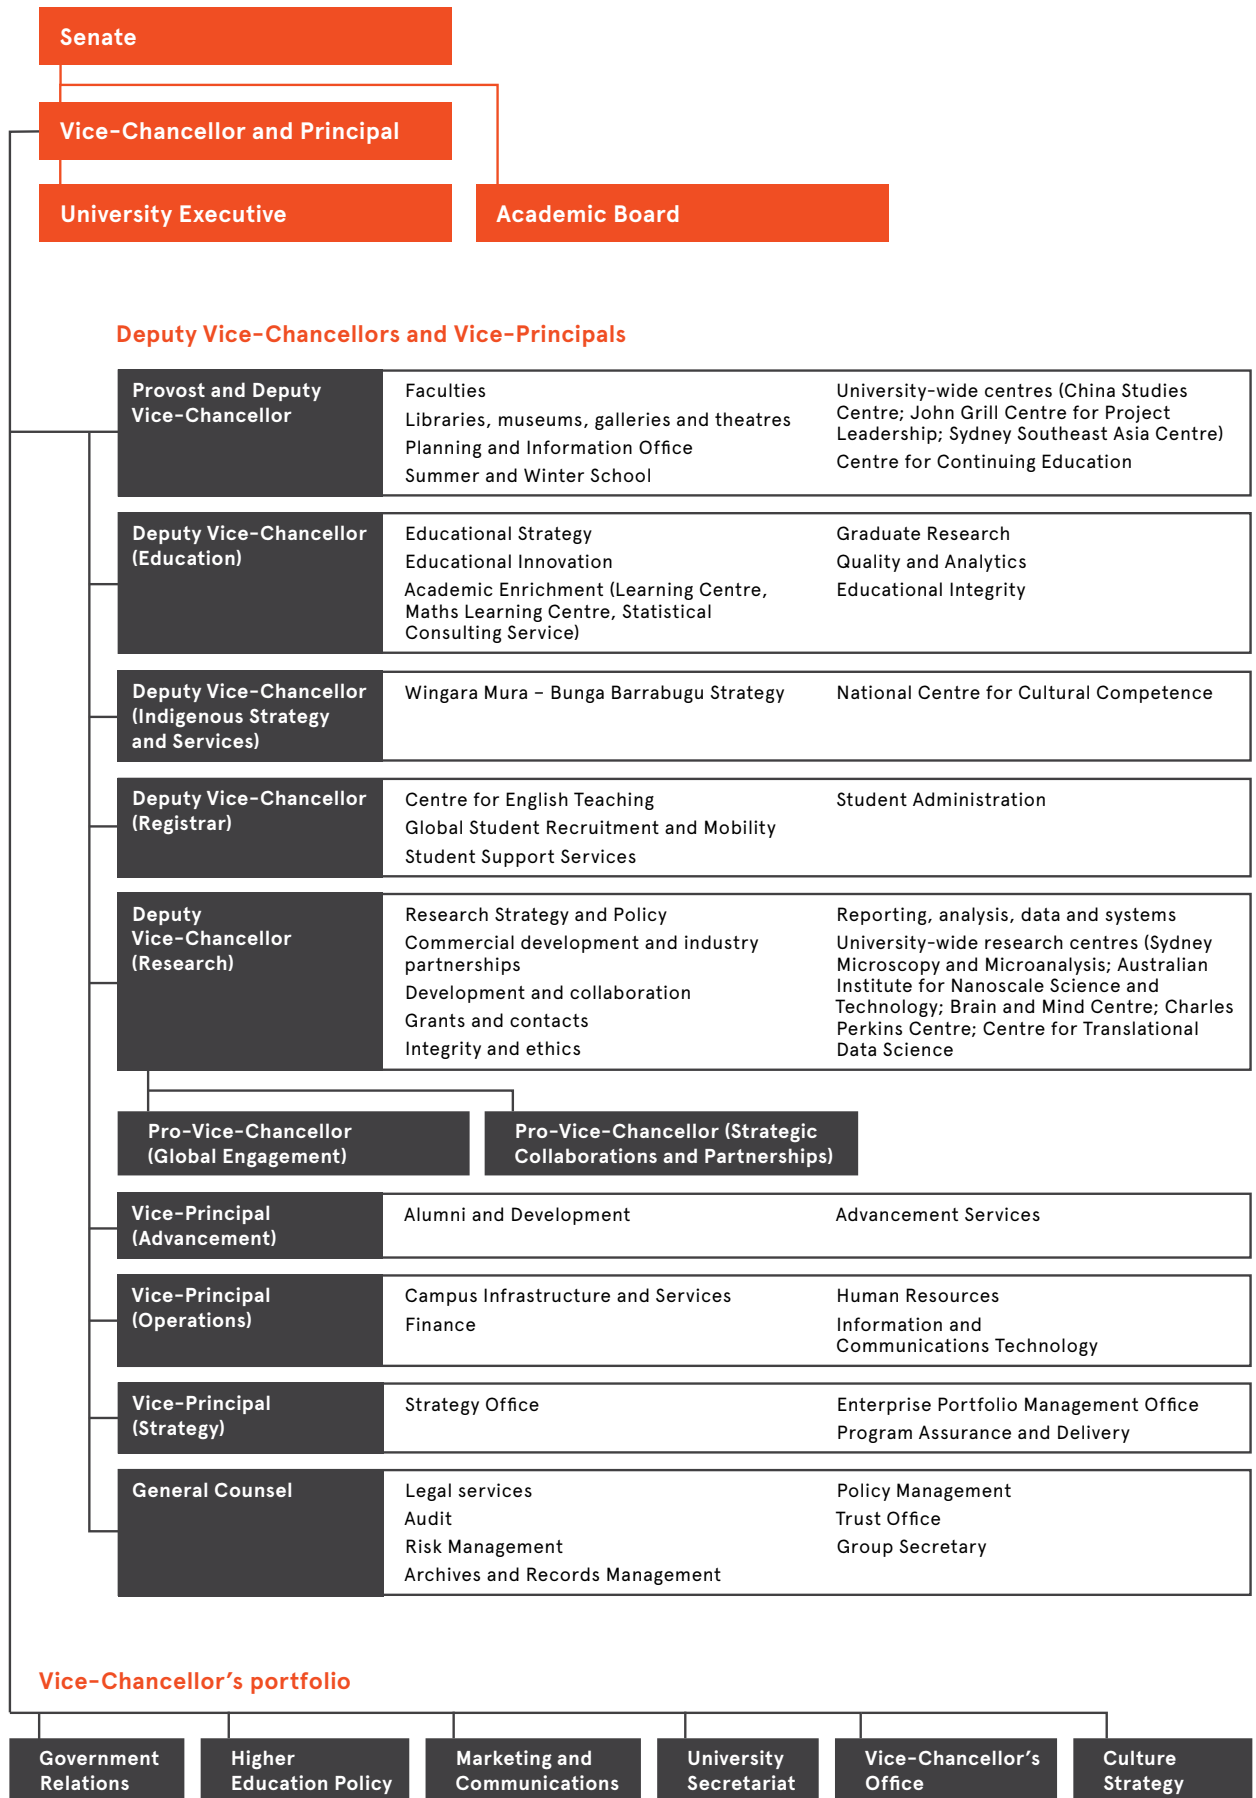 Senate
Vice-Chancellor and Principal
University Executive
Academic Board
Deputy Vice-Chancellors and Vice-Principals
Provost and Deputy
Vice-Chancellor
Faculties
Libraries, museums, galleries and theatres
Planning and Information Office
Summer and Winter School
University-wide centres (China Studies
Centre; John Grill Centre for Project
Leadership; Sydney Southeast Asia Centre)
Centre for Continuing Education
Deputy Vice-Chancellor
(Education)
Educational Strategy
Educational Innovation
Academic Enrichment (Learning Centre,
Maths Learning Centre, Statistical
Consulting Service)
Graduate Research
Quality and Analytics
Educational Integrity
Deputy Vice-Chancellor
(Indigenous Strategy
and Services)
Wingara Mura – Bunga Barrabugu Strategy
National Centre for Cultural Competence
Deputy Vice-Chancellor
(Registrar)
Centre for English Teaching
Global Student Recruitment and Mobility
Student Support Services
Student Administration
Deputy
Vice-Chancellor
(Research)
Research Strategy and Policy
Commercial development and industry
partnerships
Development and collaboration
Grants and contacts
Integrity and ethics
Reporting, analysis, data and systems
University-wide research centres (Sydney
Microscopy and Microanalysis; Australian
Institute for Nanoscale Science and
Technology; Brain and Mind Centre; Charles
Perkins Centre; Centre for Translational
Data Science
Pro-Vice-Chancellor
(Global Engagement)
Pro-Vice-Chancellor (Strategic
Collaborations and Partnerships)
Vice-Principal
(Advancement)
Alumni and Development
Advancement Services
Vice-Principal
(Operations)
Campus Infrastructure and Services
Finance
Human Resources
Information and
Communications Technology
Vice-Principal
(Strategy)
Strategy Office
Enterprise Portfolio Management Office
Program Assurance and Delivery
General Counsel
Legal services
Audit
Risk Management
Archives and Records Management
Policy Management
Trust Office
Group Secretary
Vice-Chancellor’s portfolio
Government
Relations
Higher
Education Policy
Marketing and
Communications
University
Secretariat
Vice-Chancellor’s
Office
Culture
Strategy